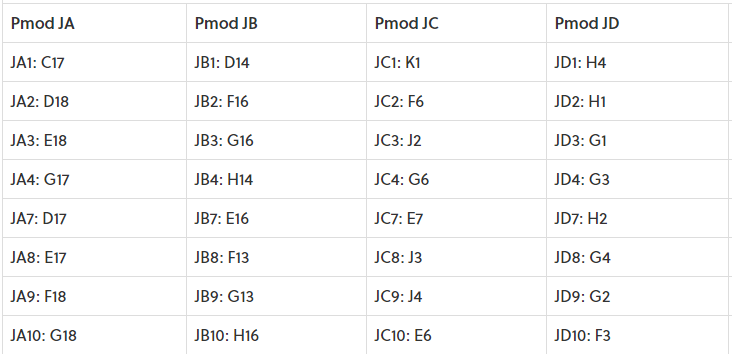 Pmod JA Pmod JB Pmod JC Pmod JD
JA1: C17 JB1: D14 JC1: K1 JD1: H4
JA2: D18 JB2: F16 JC2: F6 JD2: H1
JA3: E18 JB3: G16 JC3: J2 JD3: G1
JA4: G17 JB4: H14 JC4: G6 JD4: G3
JA7: D17 JB7: E16 JC7: E7 JD7: H2
JA8: E17 JB8: F13 JC8: J3 JD8: G4
JA9: F18 JB9: G13 JC9: J4 JD9: G2
JA10: G18 JB10: H16 JC10: E6 JD10: F3